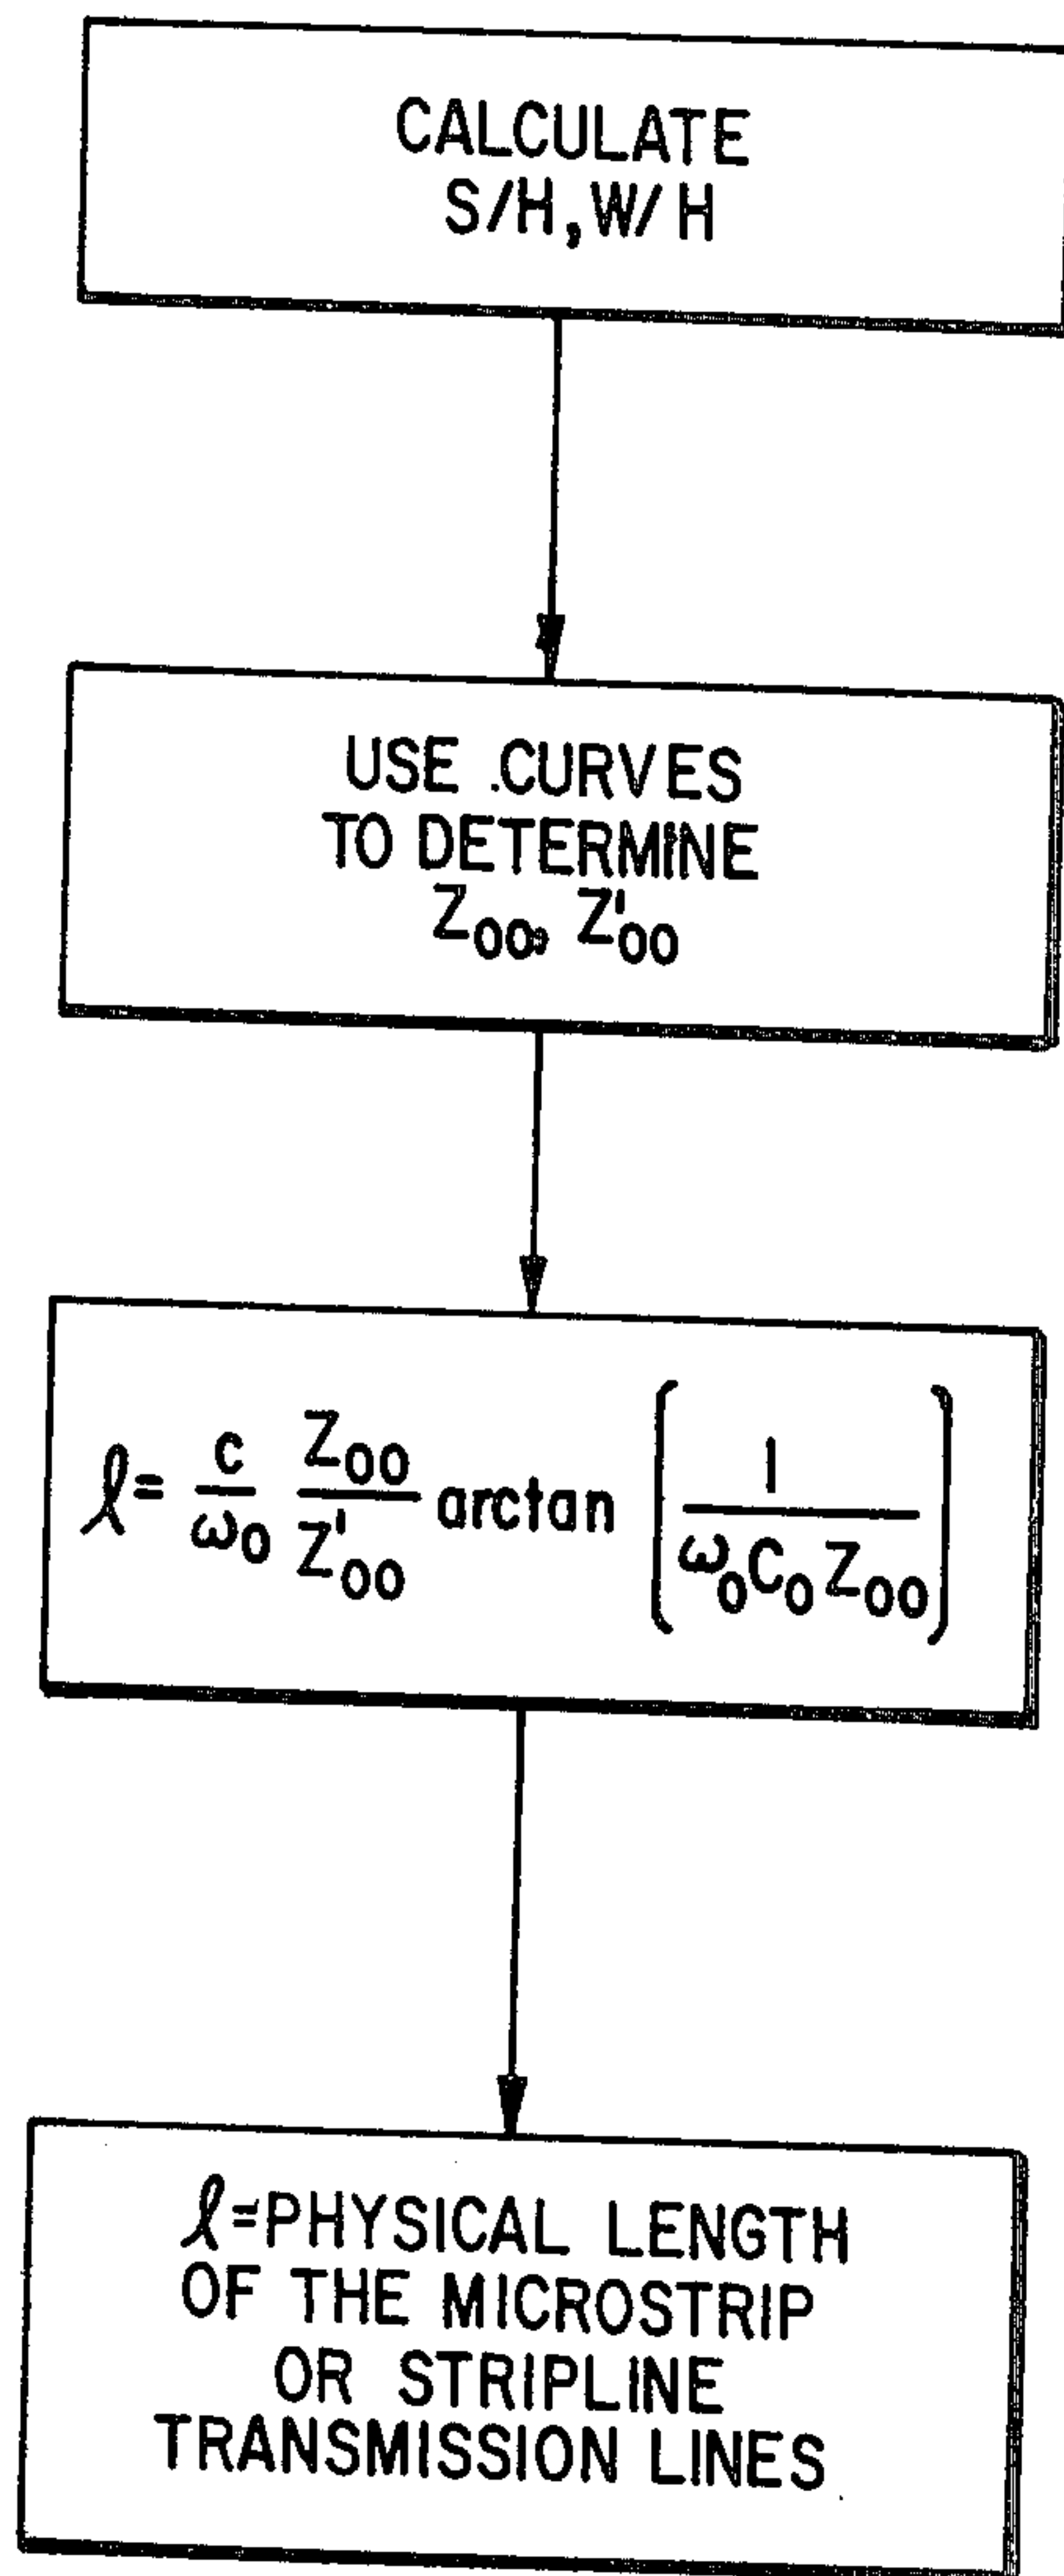 CALCULATE
S/H, W/H
USE CURVES
TO DETERMINE
Z₀₀, Z'₀₀
ℓ = c/ω₀ Z₀₀/Z'₀₀ arctan [1/(ω₀C₀Z₀₀)]
ℓ=PHYSICAL LENGTH
OF THE MICROSTRIP
OR STRIPLINE
TRANSMISSION LINES